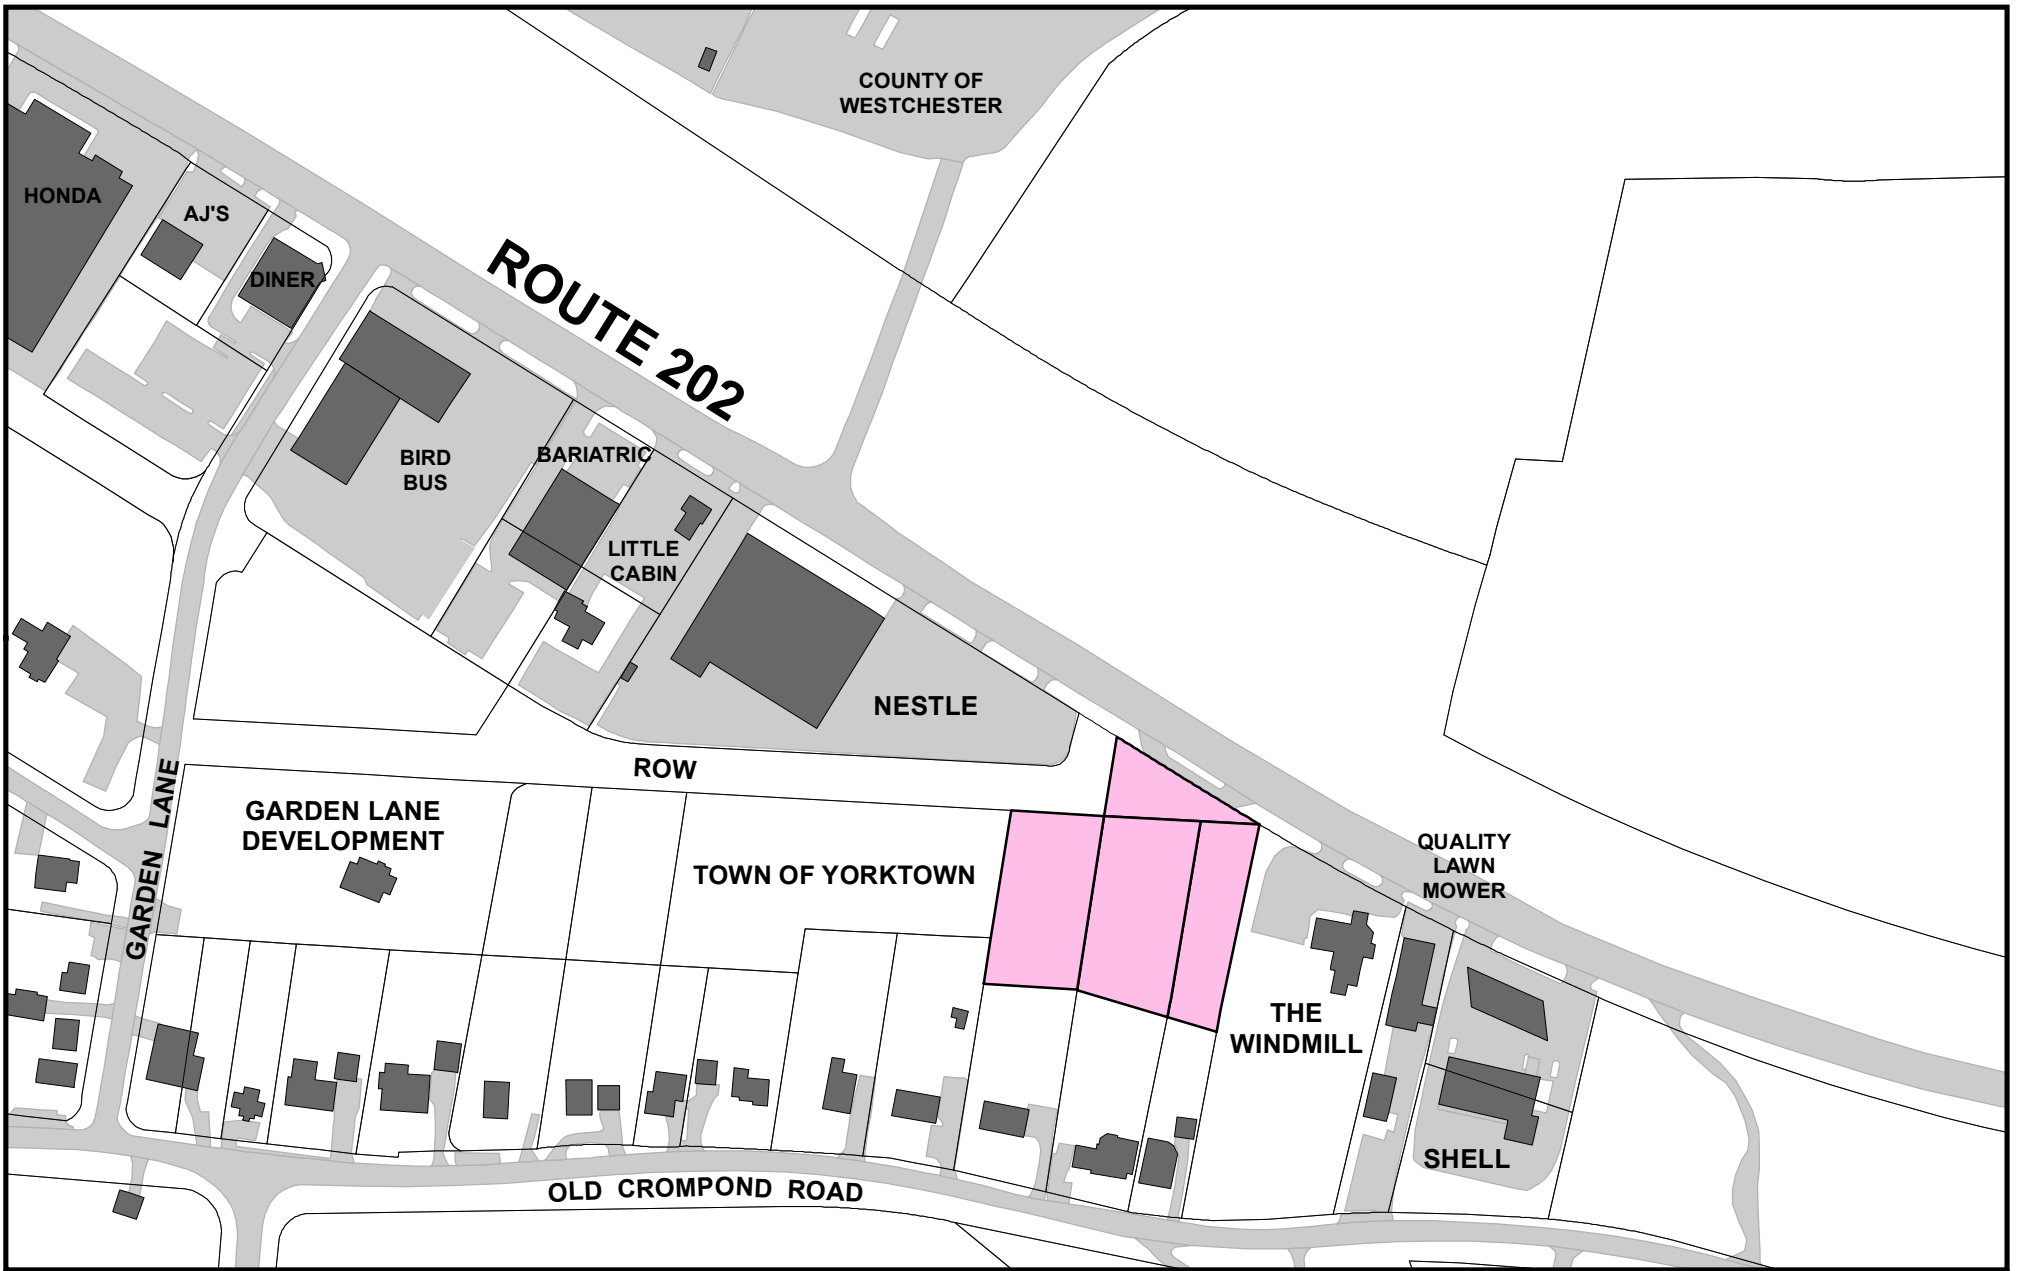 COUNTY OF
WESTCHESTER
HONDA
AJ'S
DINER
ROUTE 202
BIRD
BUS
BARIATRIC
LITTLE
CABIN
NESTLE
ROW
GARDEN LANE
GARDEN LANE
DEVELOPMENT
TOWN OF YORKTOWN
QUALITY
LAWN
MOWER
THE
WINDMILL
SHELL
OLD CROMPOND ROAD